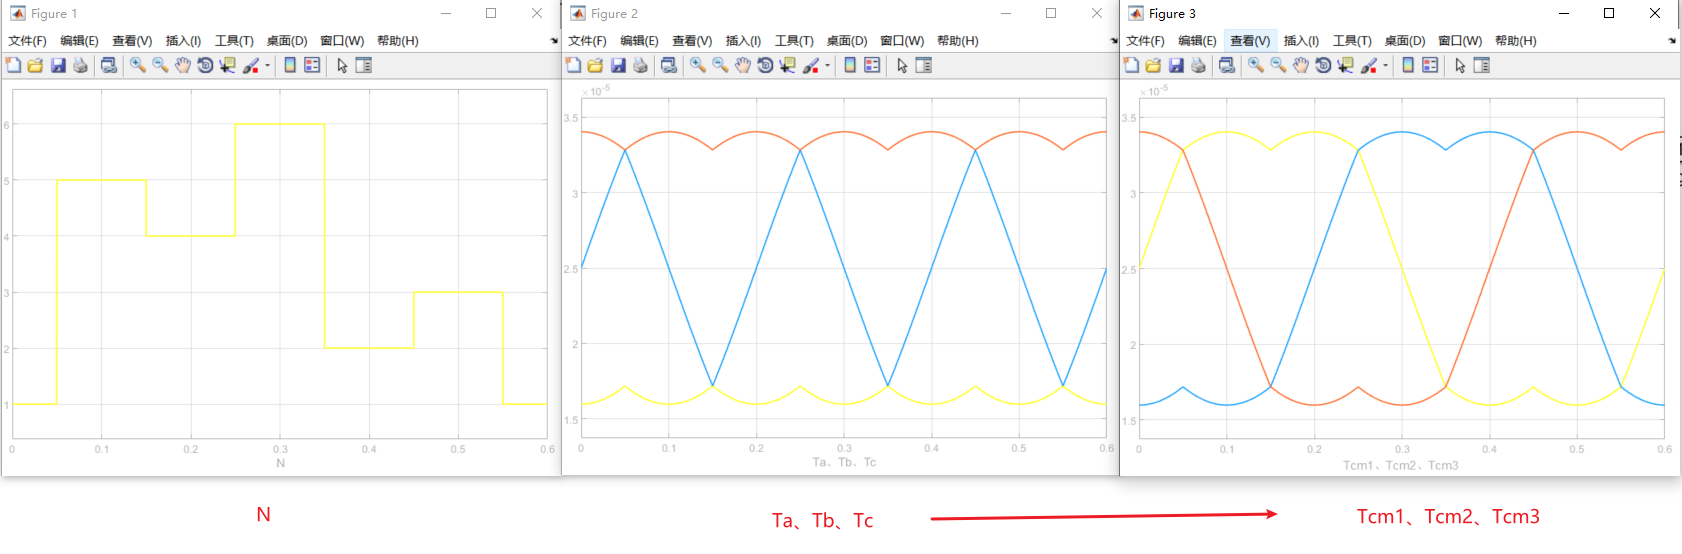 Figure 1
文件(F) 编辑(E) 查看(V) 插入(I) 工具(T) 桌面(D) 窗口(W) 帮助(H)
6
5
4
3
2
1
0 0.1 0.2 0.3 0.4 0.5 0.6
N
Figure 2
文件(F) 编辑(E) 查看(V) 插入(I) 工具(T) 桌面(D) 窗口(W) 帮助(H)
×10⁻⁵
3.5
3
2.5
2
1.5
0 0.1 0.2 0.3 0.4 0.5 0.6
Ta、Tb、Tc
Figure 3
文件(F) 编辑(E) 查看(V) 插入(I) 工具(T) 桌面(D) 窗口(W) 帮助(H)
×10⁻⁵
3.5
3
2.5
2
1.5
0 0.1 0.2 0.3 0.4 0.5 0.6
Tcm1、Tcm2、Tcm3
N
Ta、Tb、Tc
Tcm1、Tcm2、Tcm3